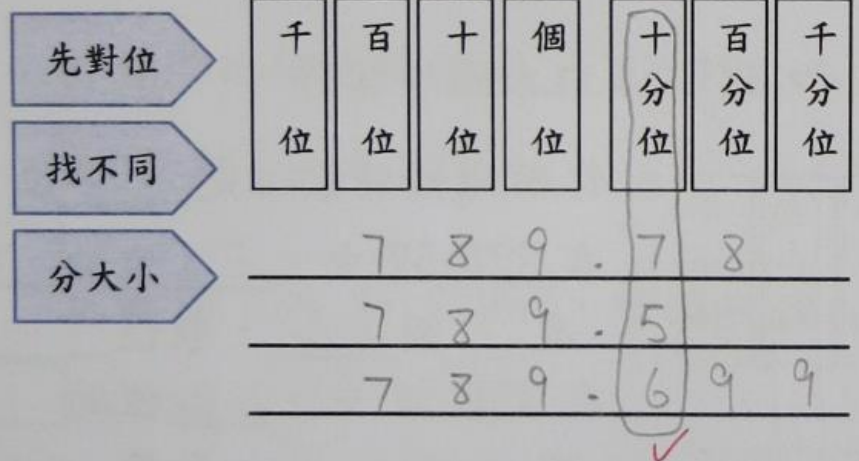 先對位
找不同
分大小
千位
百位
十位
個位
十分位
百分位
千分位
789.78
789.5
789.699